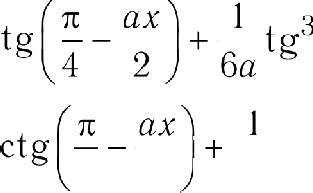 tg(π/4 − ax/2) + 1/6a tg³
ctg(π/ − ax/) + 1